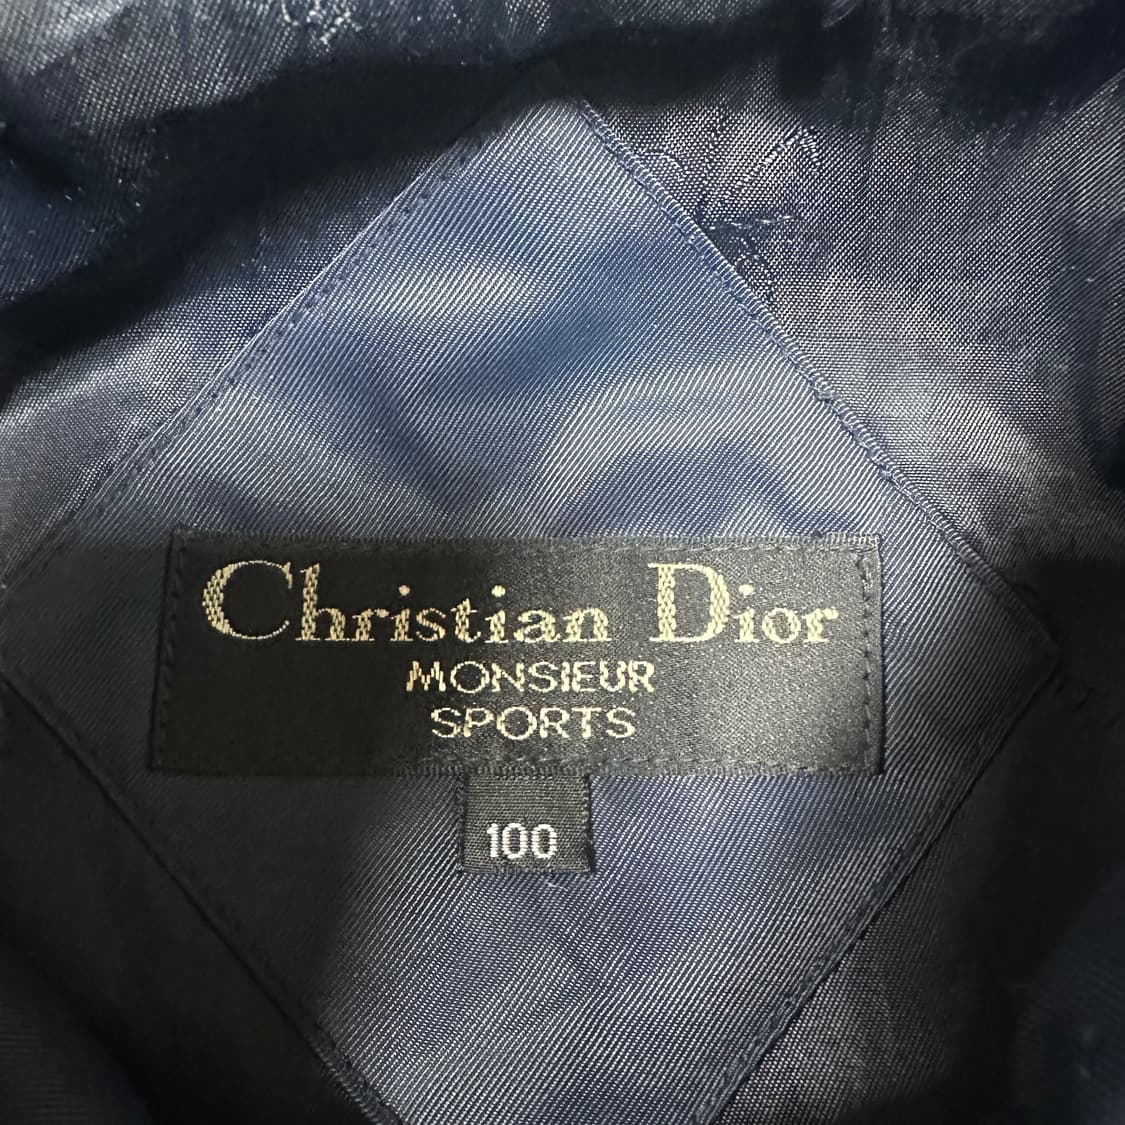 Christian Dior
MONSIEUR
SPORTS
100